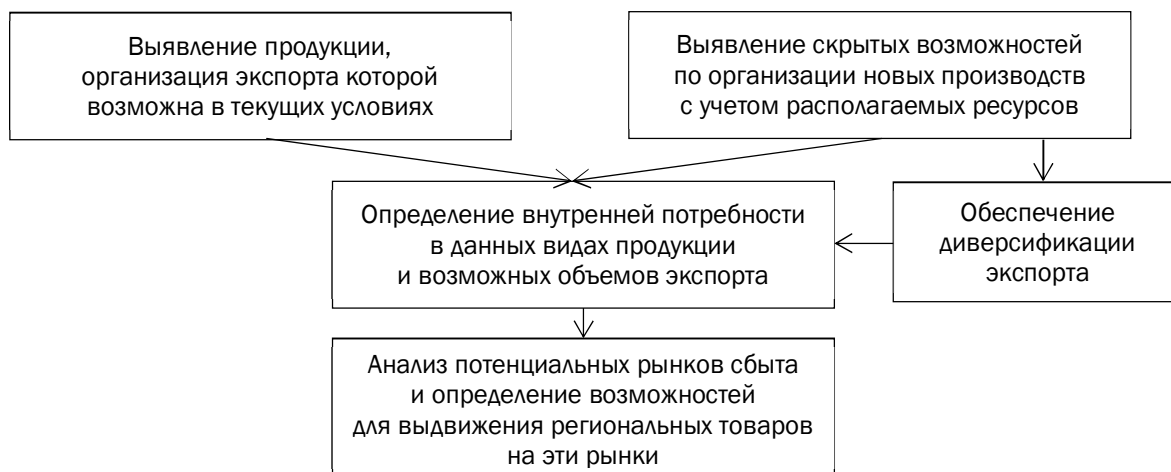 Выявление продукции,
организация экспорта которой
возможна в текущих условиях
Выявление скрытых возможностей
по организации новых производств
с учетом располагаемых ресурсов
Определение внутренней потребности
в данных видах продукции
и возможных объемов экспорта
Обеспечение
диверсификации
экспорта
Анализ потенциальных рынков сбыта
и определение возможностей
для выдвижения региональных товаров
на эти рынки